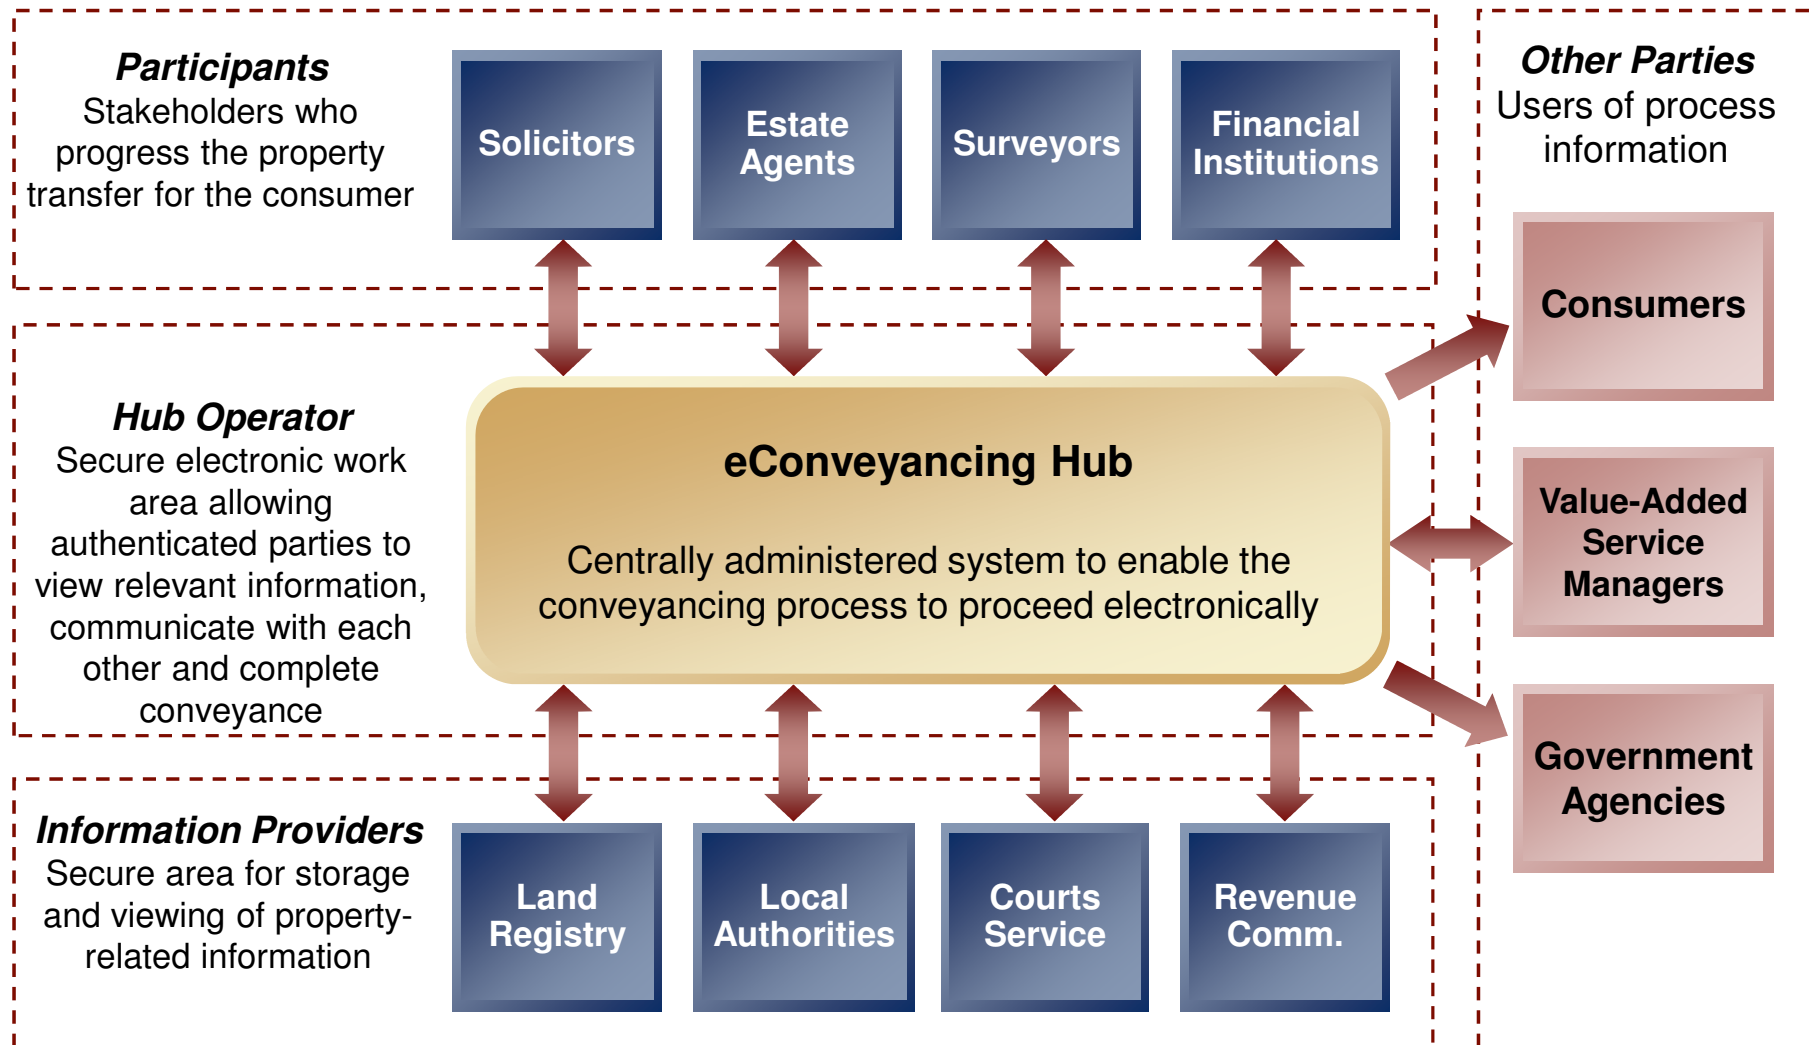 Participants
Stakeholders who
progress the property
transfer for the consumer
Solicitors
Estate
Agents
Surveyors
Financial
Institutions
Other Parties
Users of process
information
Consumers
Value-Added
Service
Managers
Government
Agencies
Hub Operator
Secure electronic work
area allowing
authenticated parties to
view relevant information,
communicate with each
other and complete
conveyance
eConveyancing Hub
Centrally administered system to enable the
conveyancing process to proceed electronically
Information Providers
Secure area for storage
and viewing of property-
related information
Land
Registry
Local
Authorities
Courts
Service
Revenue
Comm.